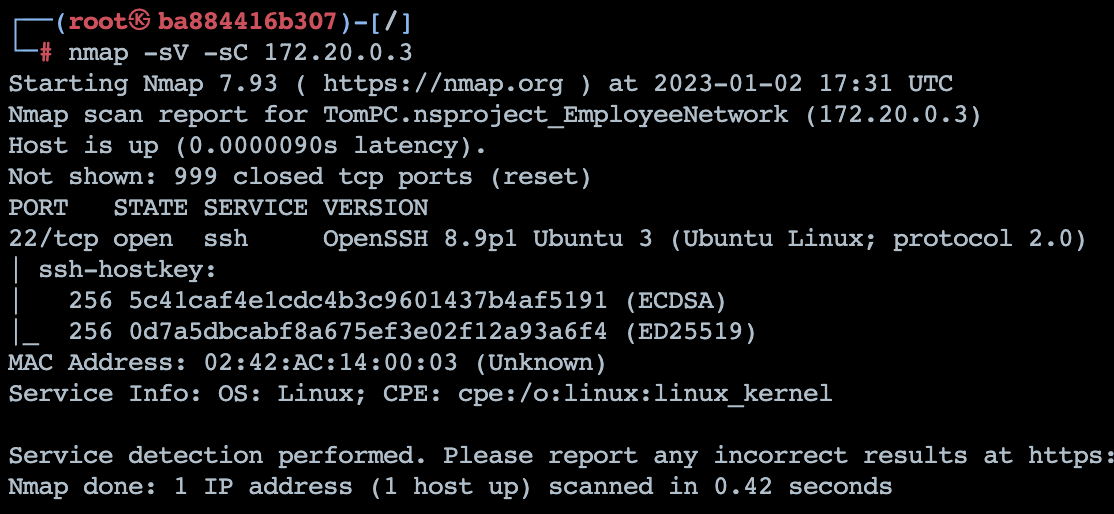 ┌──(root㉿ba884416b307)-[/]
└─# nmap -sV -sC 172.20.0.3
Starting Nmap 7.93 ( https://nmap.org ) at 2023-01-02 17:31 UTC
Nmap scan report for TomPC.nsproject_EmployeeNetwork (172.20.0.3)
Host is up (0.0000090s latency).
Not shown: 999 closed tcp ports (reset)
PORT   STATE SERVICE VERSION
22/tcp open  ssh     OpenSSH 8.9p1 Ubuntu 3 (Ubuntu Linux; protocol 2.0)
| ssh-hostkey:
|   256 5c41caf4e1cdc4b3c9601437b4af5191 (ECDSA)
|_  256 0d7a5dbcabf8a675ef3e02f12a93a6f4 (ED25519)
MAC Address: 02:42:AC:14:00:03 (Unknown)
Service Info: OS: Linux; CPE: cpe:/o:linux:linux_kernel

Service detection performed. Please report any incorrect results at https:
Nmap done: 1 IP address (1 host up) scanned in 0.42 seconds